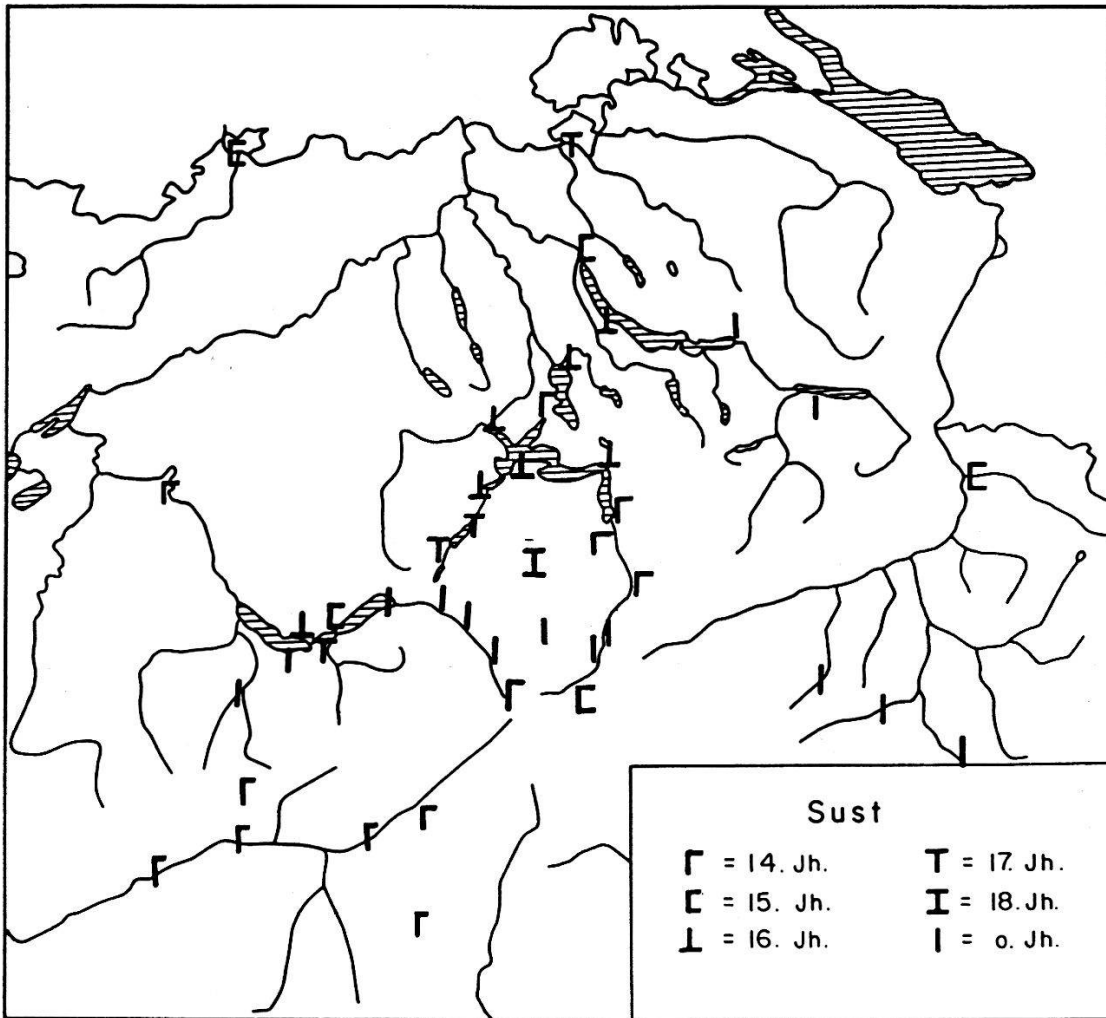 Sust
Γ = 14. Jh.
⊏ = 15. Jh.
⊥ = 16. Jh.
T = 17. Jh.
I = 18. Jh.
| = o. Jh.